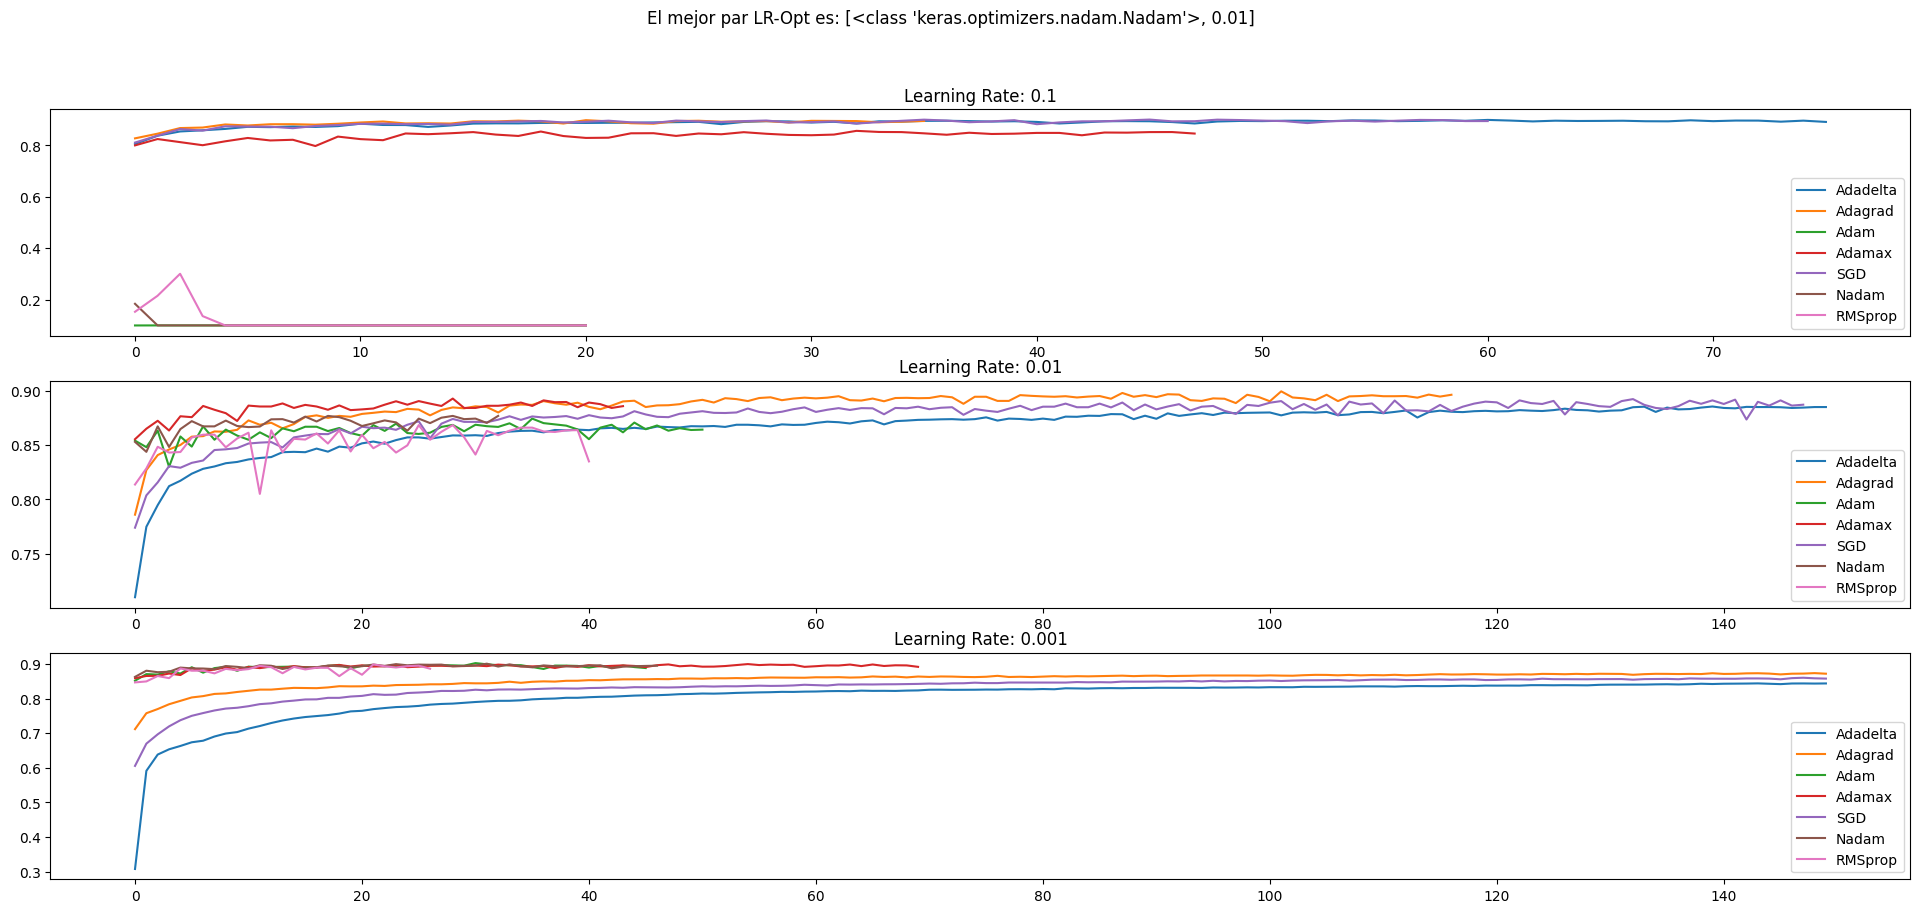 El mejor par LR-Opt es: [<class 'keras.optimizers.nadam.Nadam'>, 0.01]
Learning Rate: 0.1
0.8
0.6
0.4
0.2
0 10 20 30 40 50 60 70
Adadelta
Adagrad
Adam
Adamax
SGD
Nadam
RMSprop
Learning Rate: 0.01
0.90
0.85
0.80
0.75
0 20 40 60 80 100 120 140
Adadelta
Adagrad
Adam
Adamax
SGD
Nadam
RMSprop
Learning Rate: 0.001
0.9
0.8
0.7
0.6
0.5
0.4
0.3
0 20 40 60 80 100 120 140
Adadelta
Adagrad
Adam
Adamax
SGD
Nadam
RMSprop